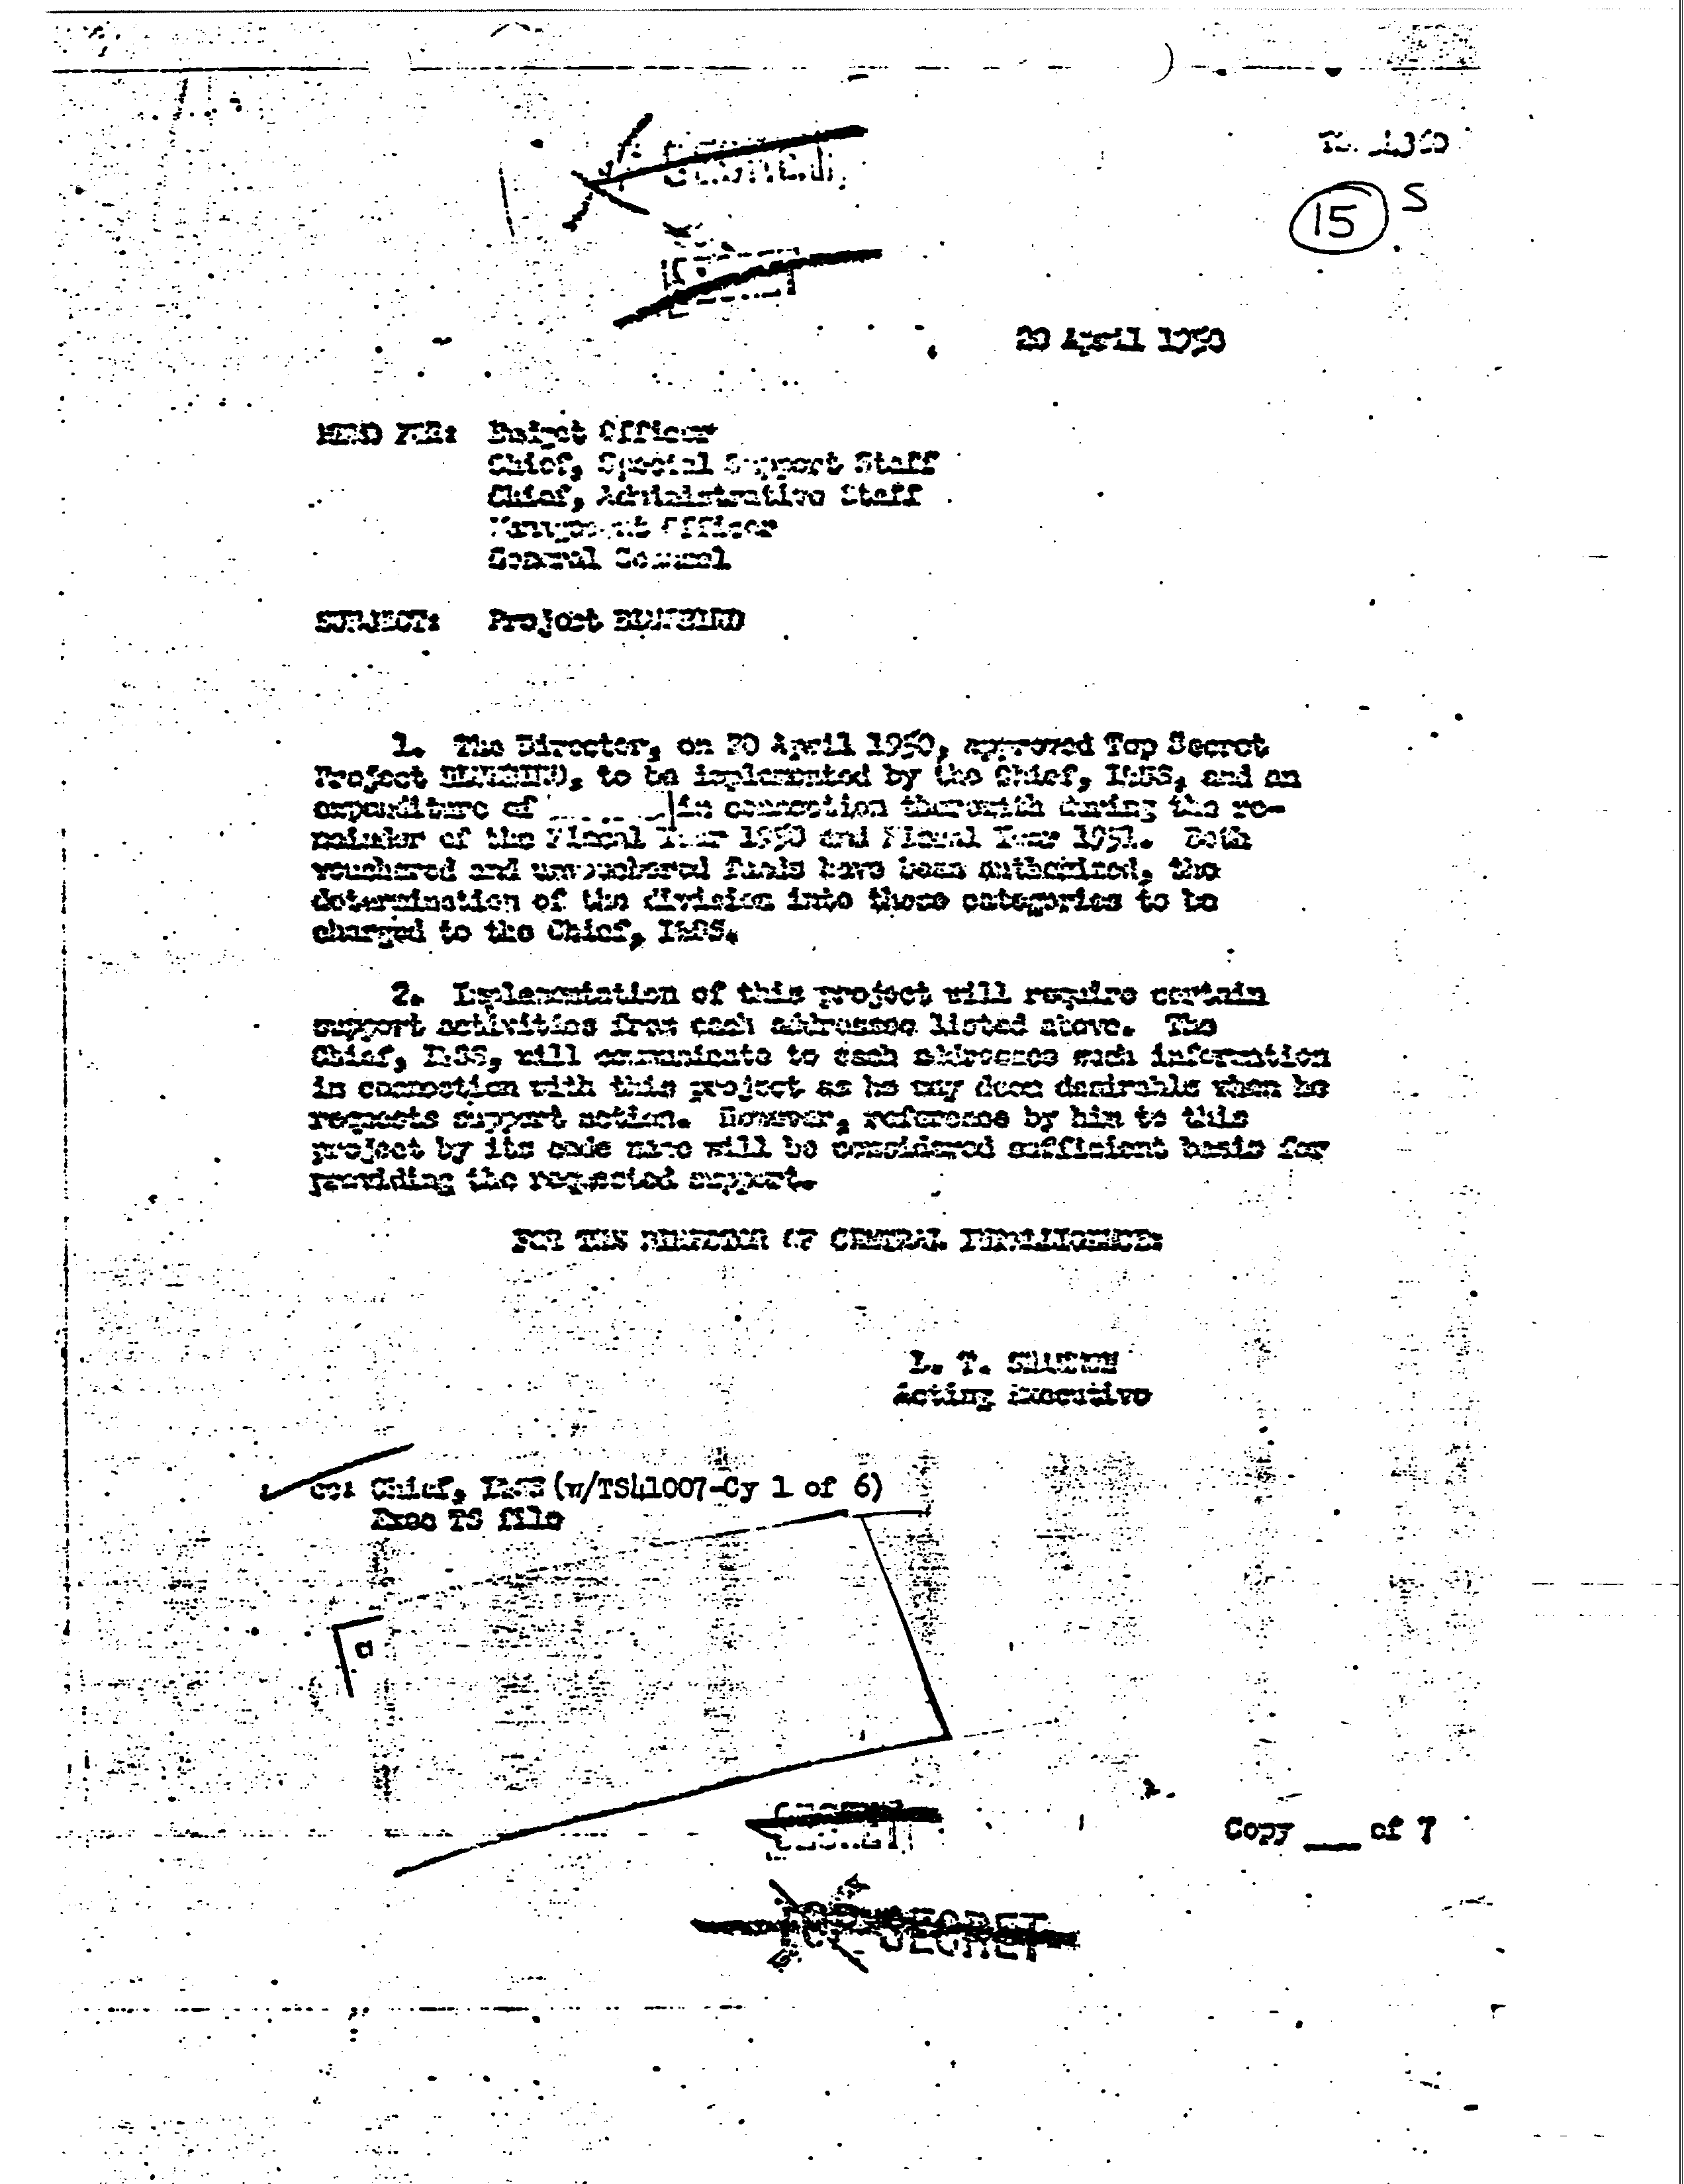 15 S
20 April 1950
MEMO FOR: Budget Officer
Chief, Special Support Staff
Chief, Administrative Staff
Management Officer
General Counsel
SUBJECT: Project BLUEBIRD
1. The Director, on 20 April 1950, approved Top Secret
Project BLUEBIRD, to be implemented by the Chief, I&SS, and an
expenditure of in connection therewith during the re-
mainder of the Fiscal Year 1950 and Fiscal Year 1951. Both
vouchered and unvouchered funds have been authorized, the
determination of the division into these categories to be
charged to the Chief, I&SS.
2. Implementation of this project will require certain
support activities from each addressee listed above. The
Chief, I&SS, will communicate to each addressee such information
in connection with this project as he may deem desirable when he
requests support action. However, reference by him to this
project by its code name will be considered sufficient basis for
providing the requested support.
FOR THE DIRECTOR OF CENTRAL INTELLIGENCE:
L. T. SHANNON
Acting Executive
cc: Chief, I&SS (w/TS41007-Cy 1 of 6)
Exec TS file
SECRET
Copy ___ of 7
TOP SECRET